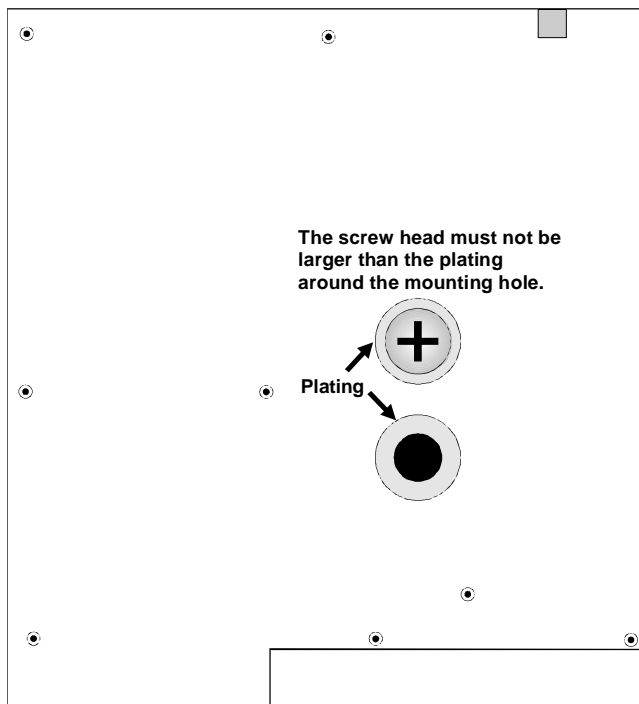 The screw head must not be
larger than the plating
around the mounting hole.
Plating